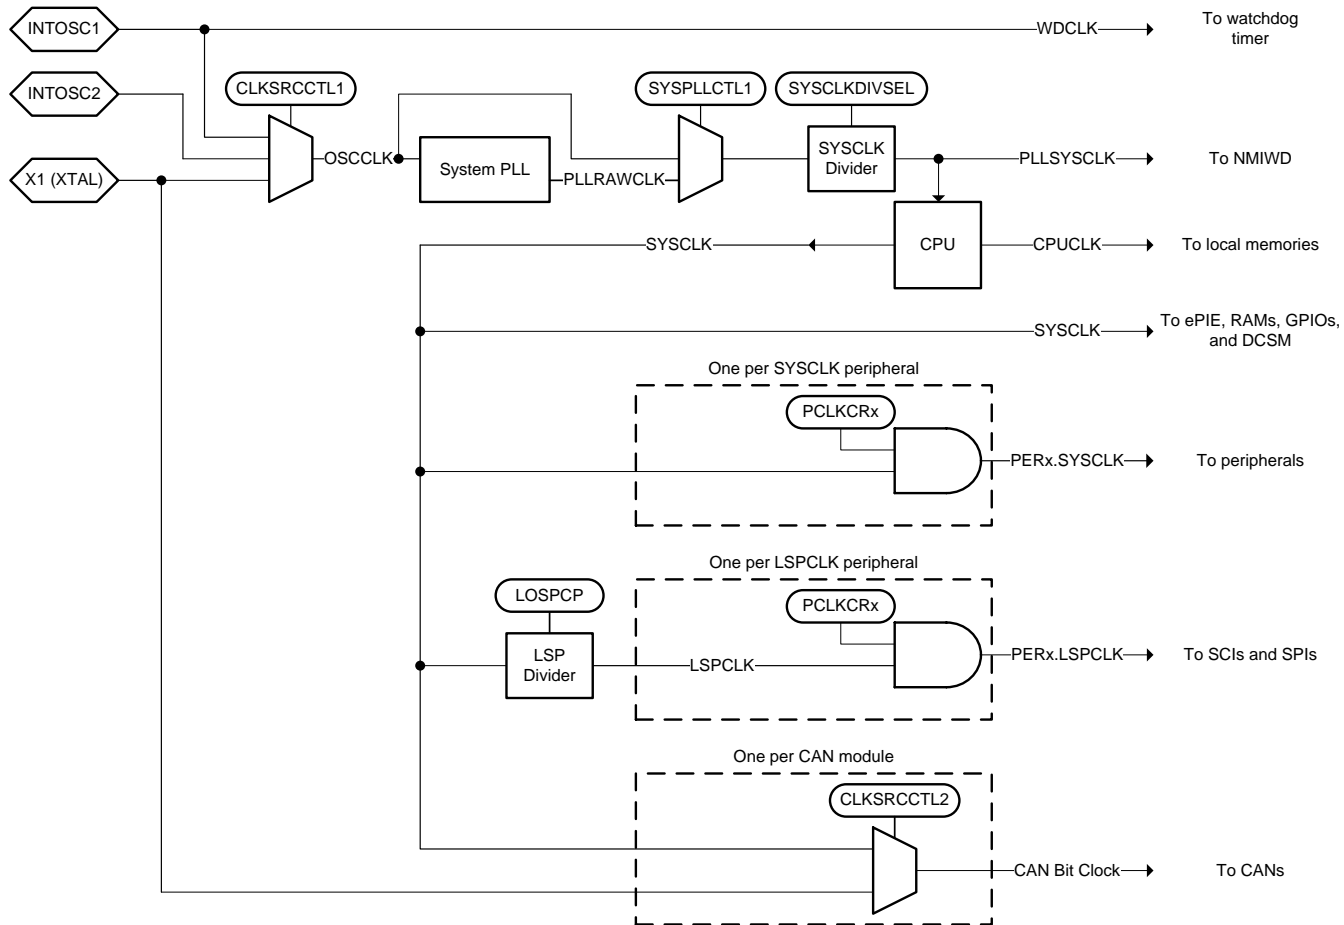 INTOSC1
WDCLK
To watchdog
timer
INTOSC2
CLKSRCCTL1
SYSPLLCTL1
SYSCLKDIVSEL
X1 (XTAL)
OSCCLK
System PLL
PLLRAWCLK
SYSCLK
Divider
PLLSYSCLK
To NMIWD
SYSCLK
CPU
CPUCLK
To local memories
SYSCLK
To ePIE, RAMs, GPIOs,
and DCSM
One per SYSCLK peripheral
PCLKCRx
PERx.SYSCLK
To peripherals
One per LSPCLK peripheral
LOSPCP
PCLKCRx
LSP
Divider
LSPCLK
PERx.LSPCLK
To SCIs and SPIs
One per CAN module
CLKSRCCTL2
CAN Bit Clock
To CANs